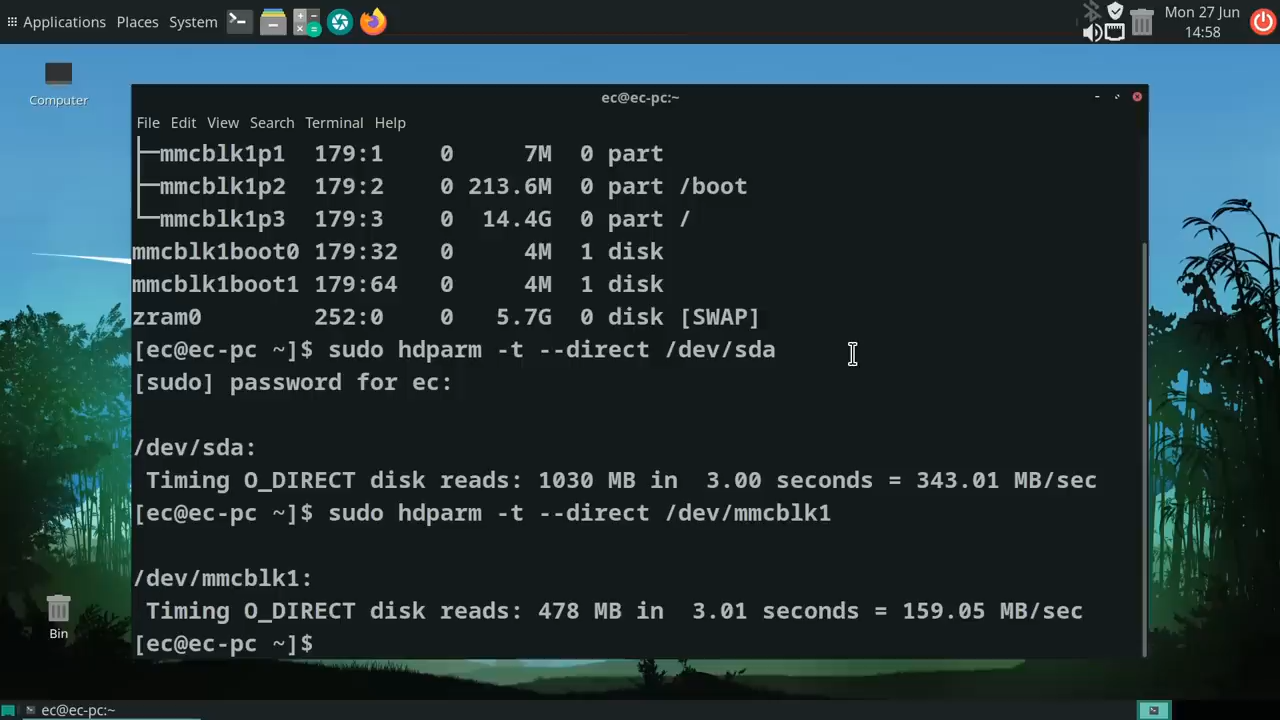 Applications Places System
Mon 27 Jun
14:58
Computer
ec@ec-pc:~
File Edit View Search Terminal Help
├─mmcblk1p1 179:1 0 7M 0 part
├─mmcblk1p2 179:2 0 213.6M 0 part /boot
└─mmcblk1p3 179:3 0 14.4G 0 part /
mmcblk1boot0 179:32 0 4M 1 disk
mmcblk1boot1 179:64 0 4M 1 disk
zram0 252:0 0 5.7G 0 disk [SWAP]
[ec@ec-pc ~]$ sudo hdparm -t --direct /dev/sda
[sudo] password for ec:
/dev/sda:
Timing O_DIRECT disk reads: 1030 MB in 3.00 seconds = 343.01 MB/sec
[ec@ec-pc ~]$ sudo hdparm -t --direct /dev/mmcblk1
/dev/mmcblk1:
Timing O_DIRECT disk reads: 478 MB in 3.01 seconds = 159.05 MB/sec
[ec@ec-pc ~]$
Bin
ec@ec-pc:~